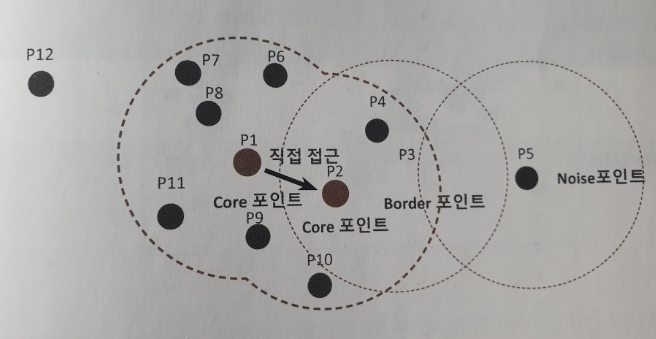 P12
P7
P6
P8
P4
P1
직접 접근
P3
P2
P5
Noise포인트
P11
Core 포인트
Border 포인트
P9
Core 포인트
P10